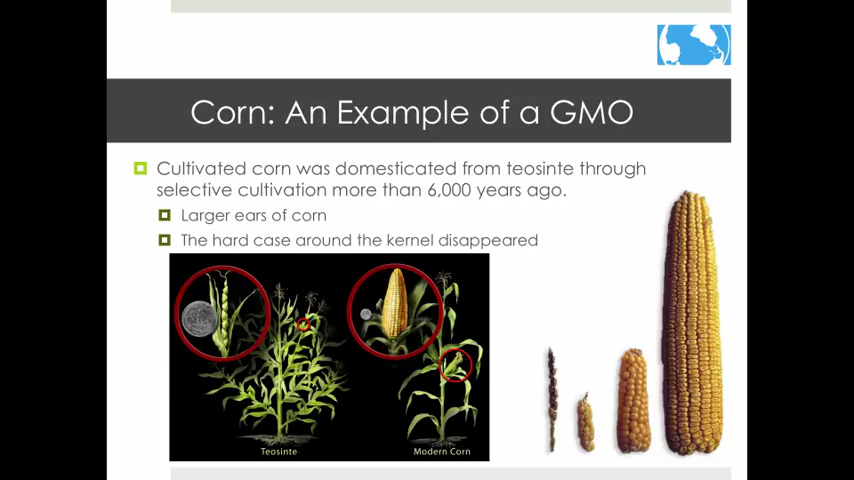 Corn: An Example of a GMO
Cultivated corn was domesticated from teosinte through
selective cultivation more than 6,000 years ago.
Larger ears of corn
The hard case around the kernel disappeared
Teosinte
Modern Corn